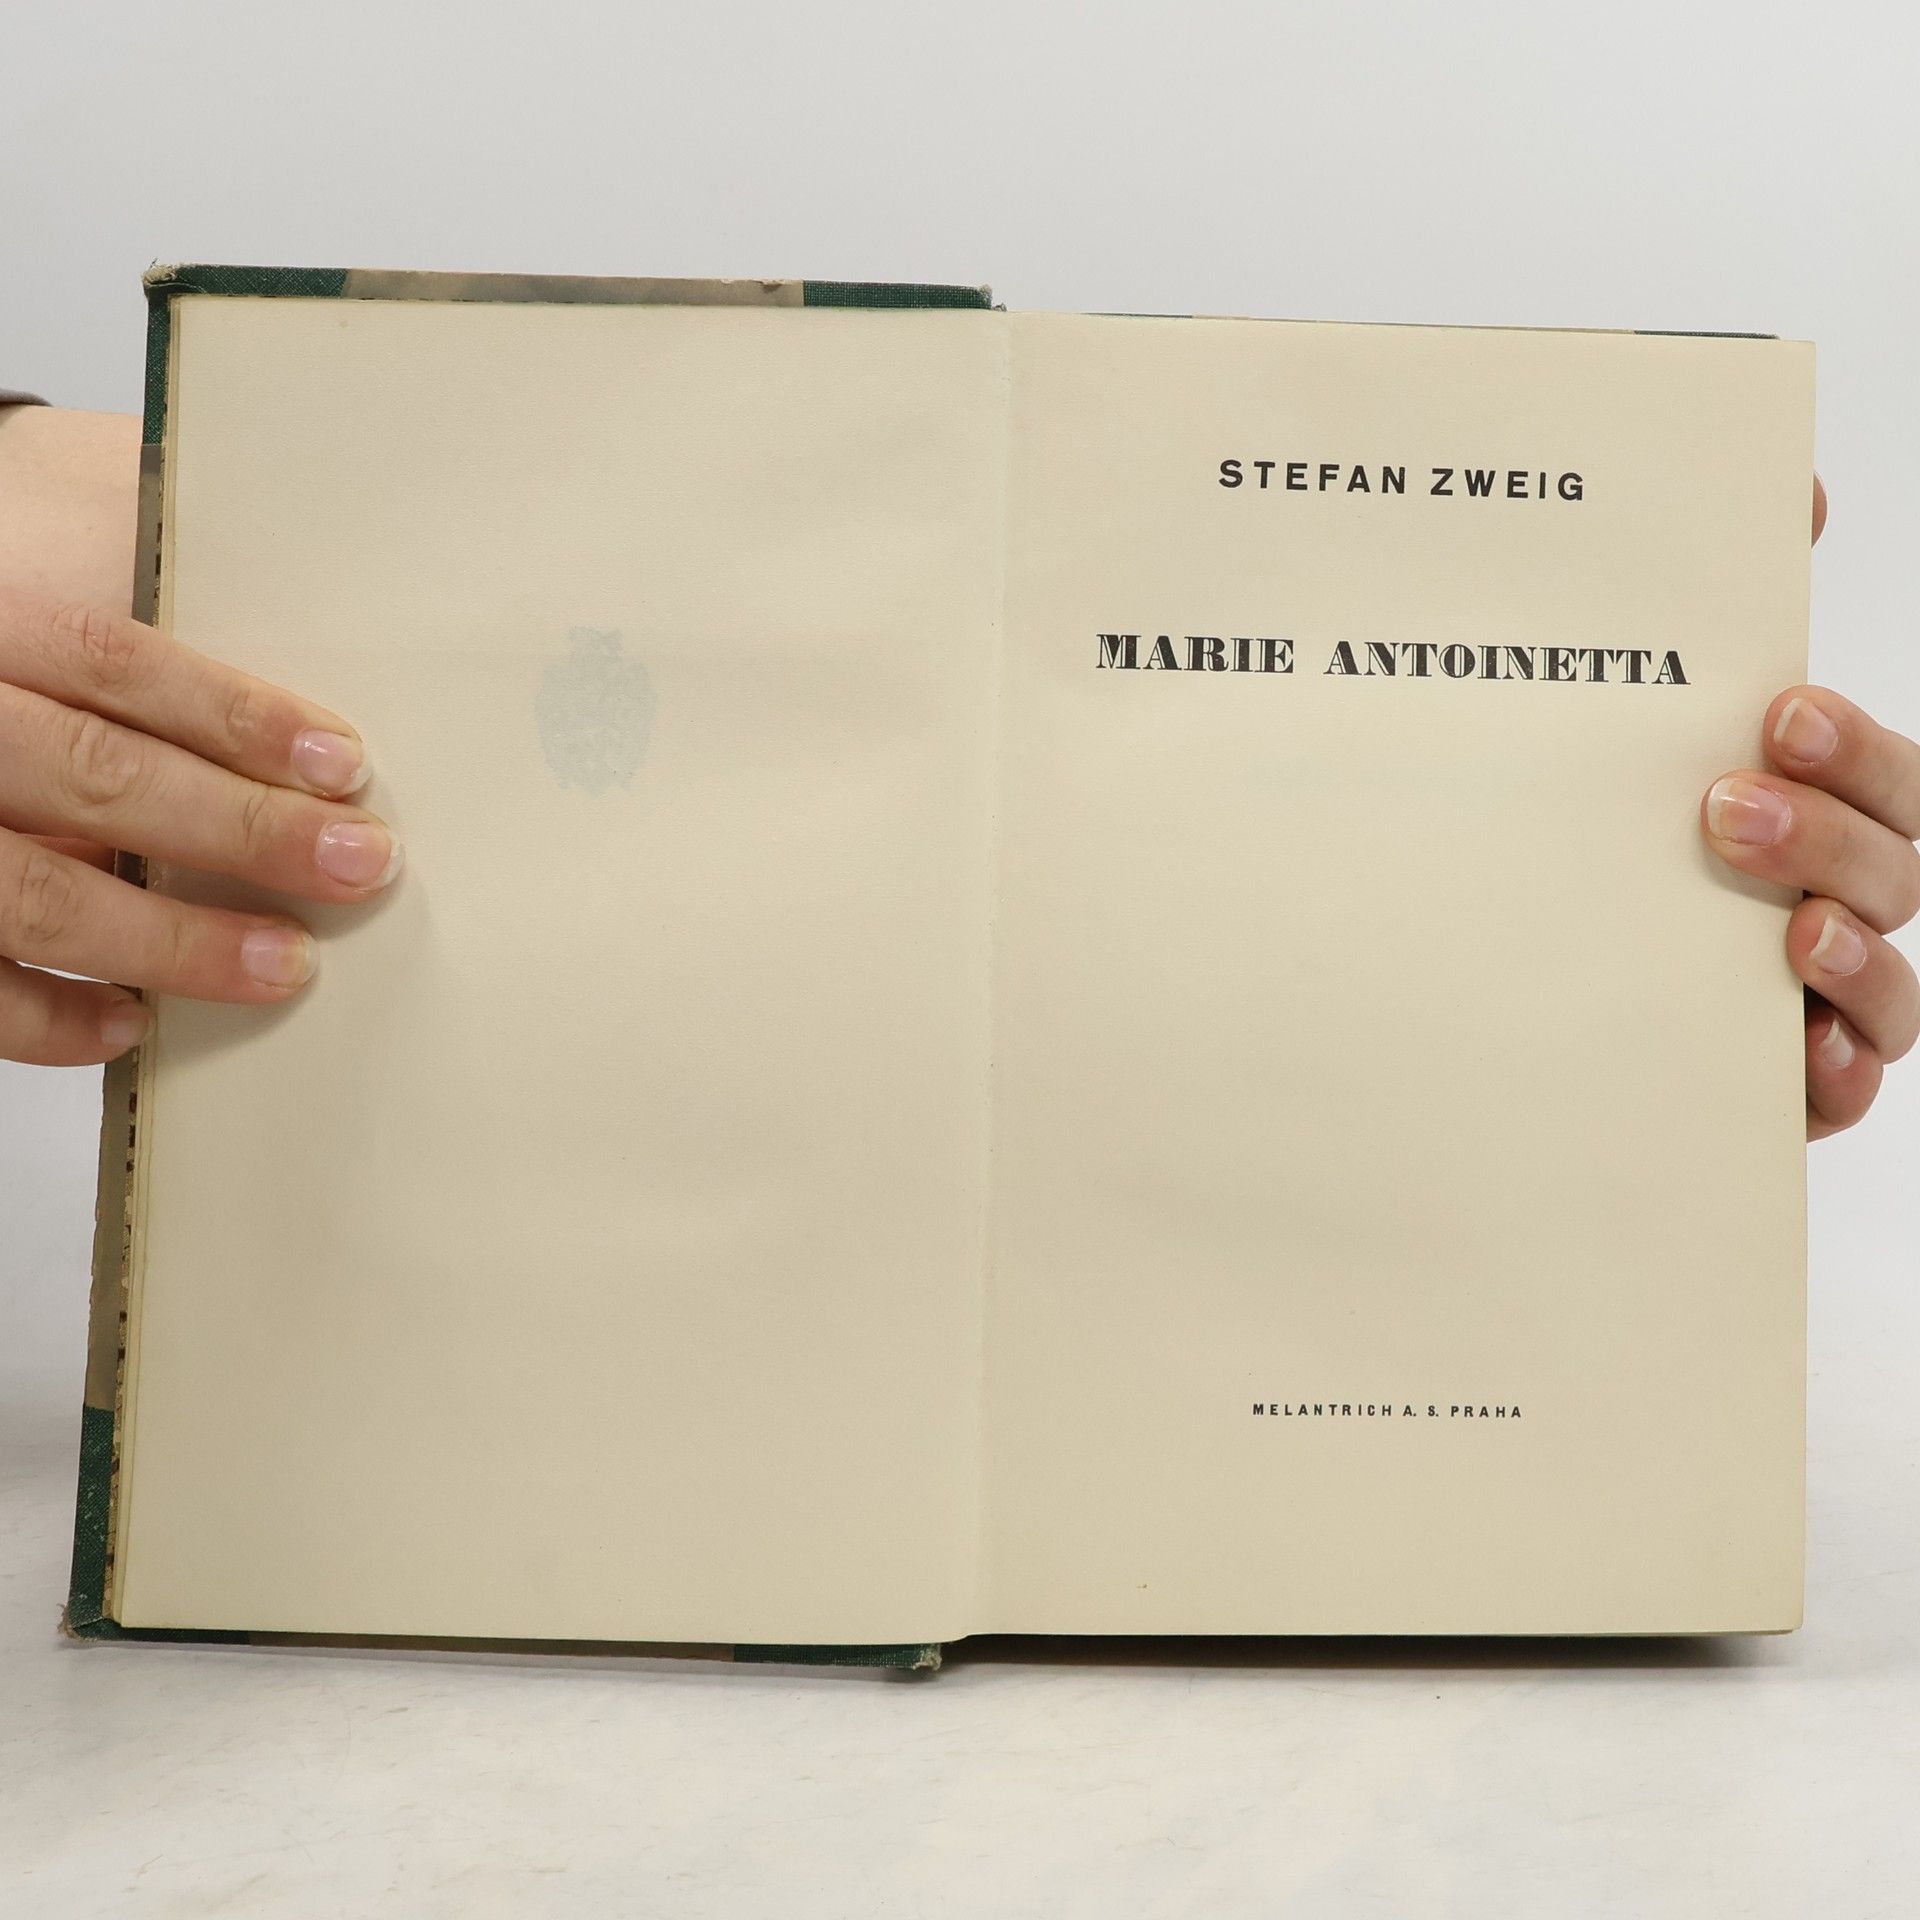 STEFAN ZWEIG
MARIE ANTOINETTA
MELANTRICH A. S. PRAHA